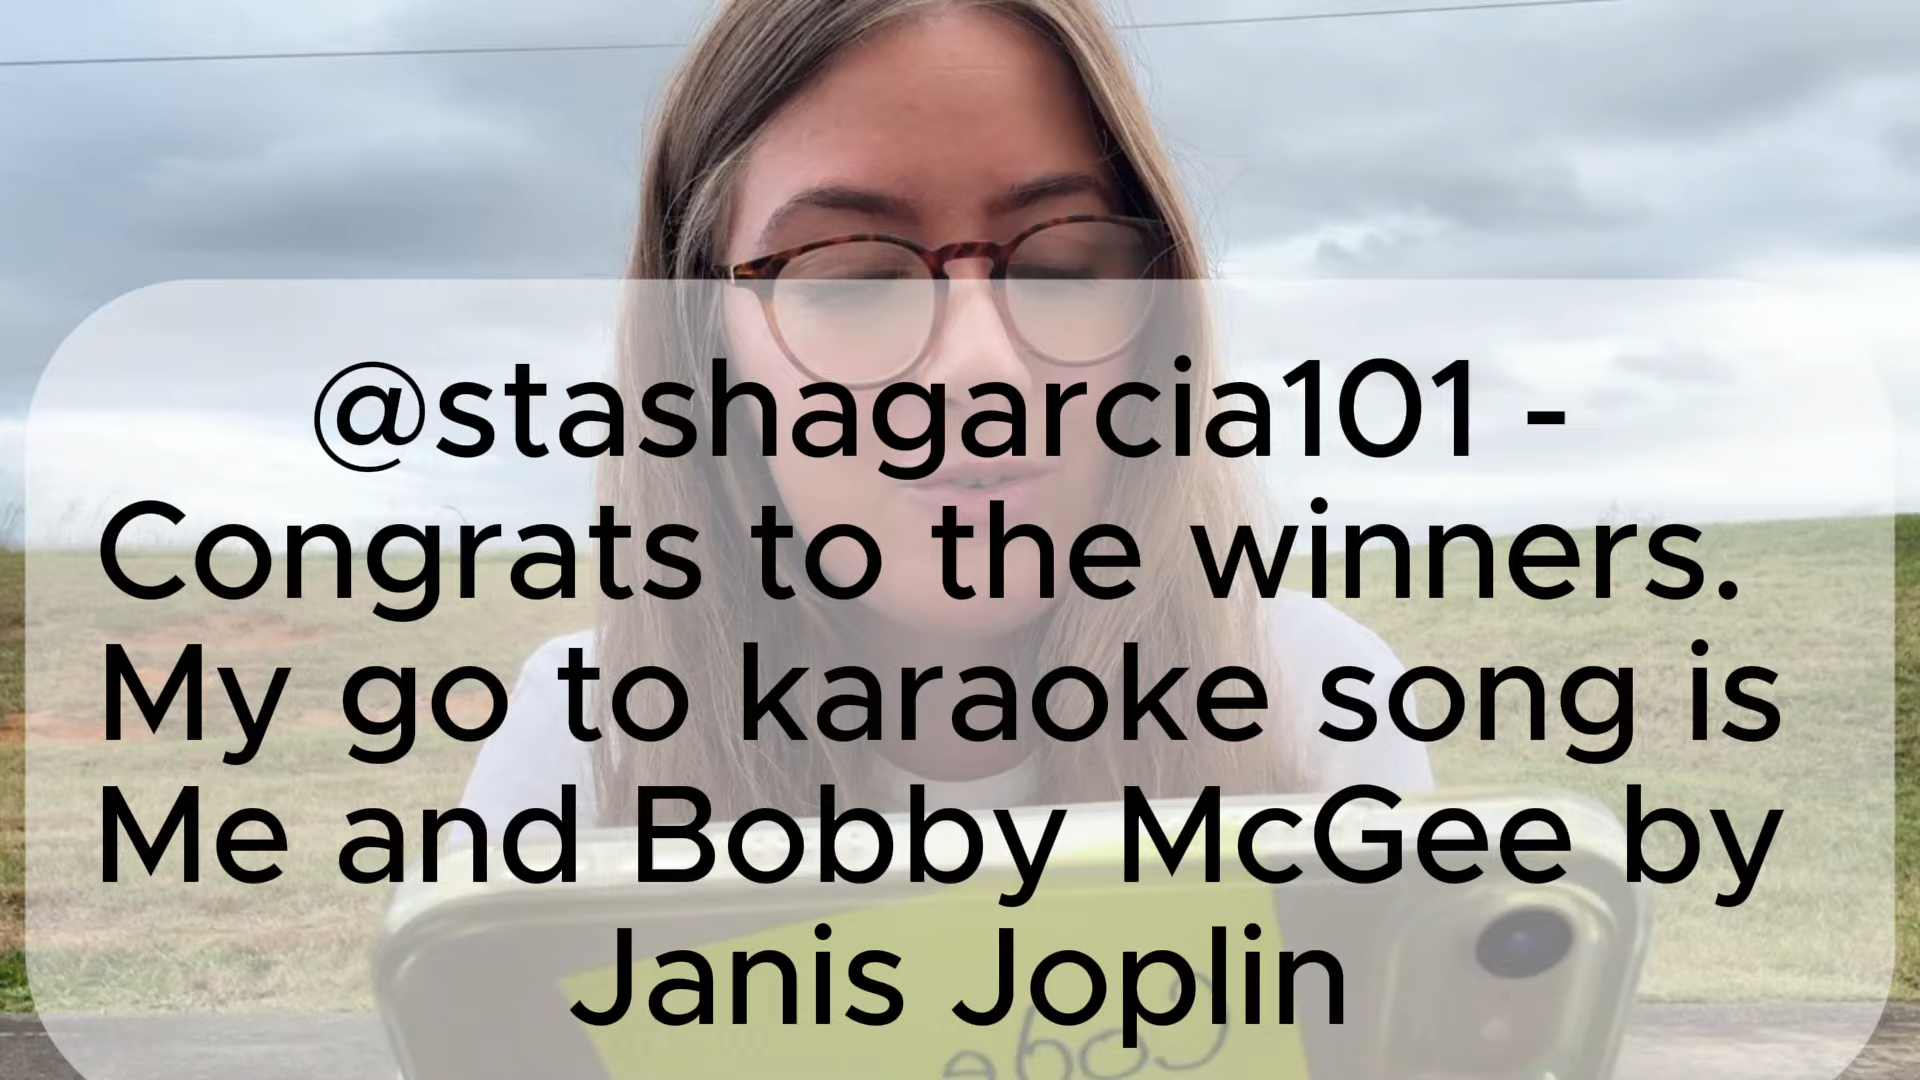 @stashagarcia101 -
Congrats to the winners.
My go to karaoke song is
Me and Bobby McGee by
Janis Joplin